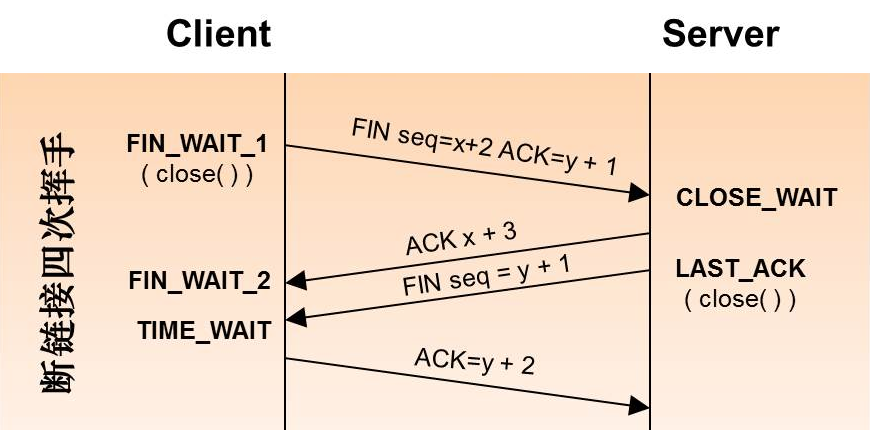 Client
Server
断链接四次挥手
FIN_WAIT_1
( close( ) )
FIN seq=x+2 ACK=y + 1
CLOSE_WAIT
ACK x + 3
FIN_WAIT_2
FIN seq = y + 1
LAST_ACK
( close( ) )
TIME_WAIT
ACK=y + 2